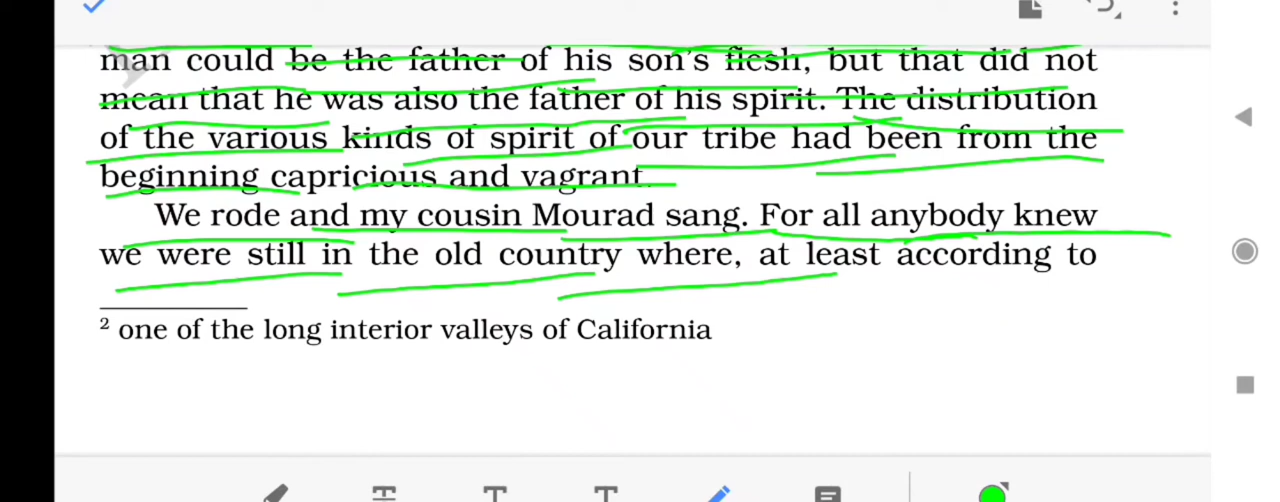 man could be the father of his son's flesh, but that did not
mean that he was also the father of his spirit. The distribution
of the various kinds of spirit of our tribe had been from the
beginning capricious and vagrant.
We rode and my cousin Mourad sang. For all anybody knew
we were still in the old country where, at least according to
2 one of the long interior valleys of California